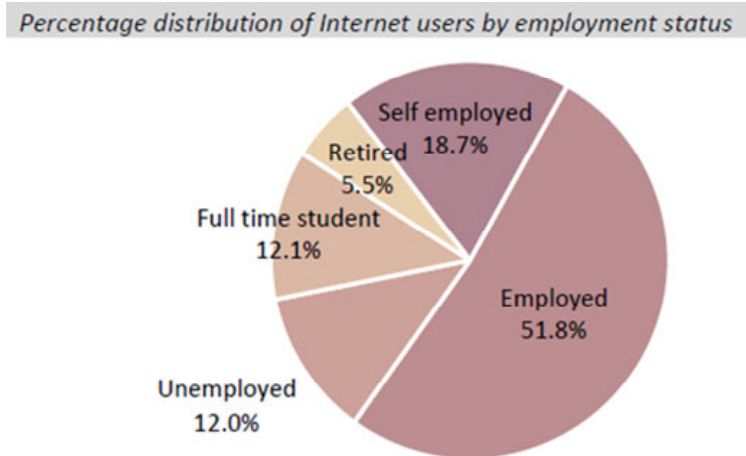 Percentage distribution of Internet users by employment status
Self employed
18.7%
Retired
5.5%
Full time student
12.1%
Employed
51.8%
Unemployed
12.0%